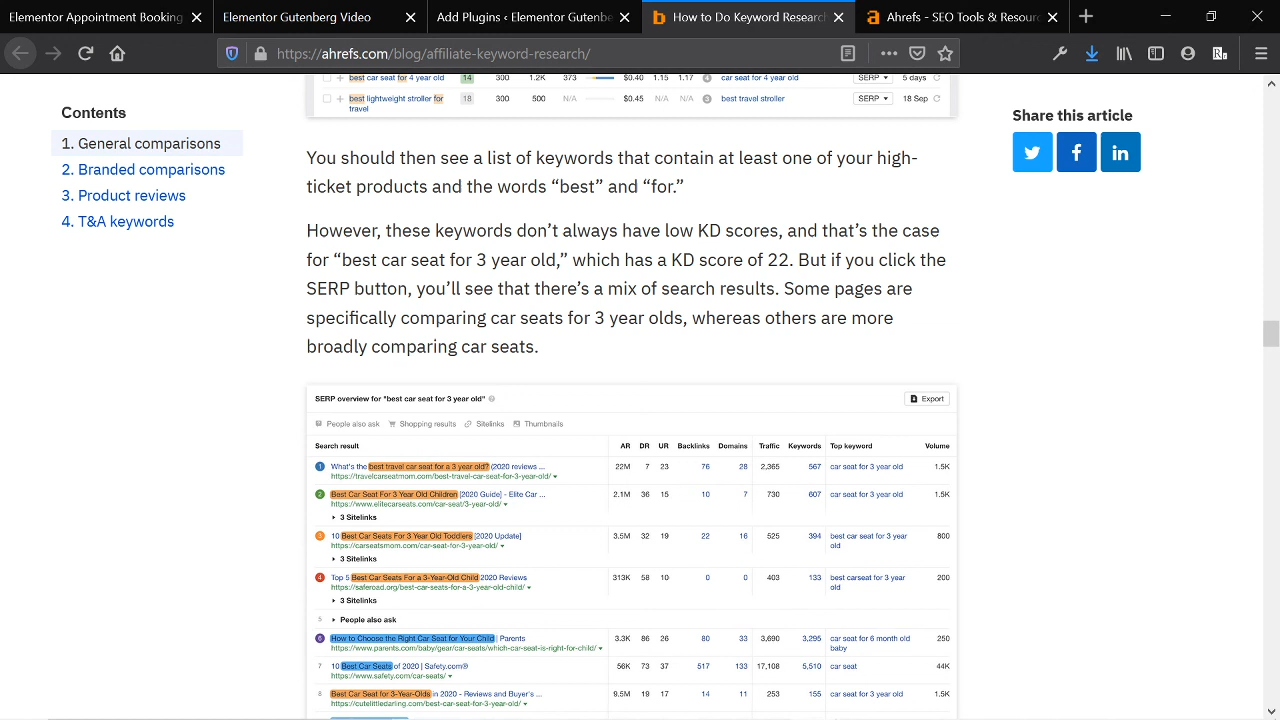 Elementor Appointment Booking
Elementor Gutenberg Video
Add Plugins ‹ Elementor Gutenbe
How to Do Keyword Research
Ahrefs - SEO Tools & Resour
https://ahrefs.com/blog/affiliate-keyword-research/
Contents
1. General comparisons
2. Branded comparisons
3. Product reviews
4. T&A keywords
best car seat for 4 year old 14 300 1.2K 373 $0.40 1.15 1.17 4 car seat for 4 year old SERP 5 days
best lightweight stroller for travel 18 300 500 N/A $0.45 N/A N/A 3 best travel stroller SERP 18 Sep
You should then see a list of keywords that contain at least one of your high-
ticket products and the words “best” and “for.”
However, these keywords don’t always have low KD scores, and that’s the case
for “best car seat for 3 year old,” which has a KD score of 22. But if you click the
SERP button, you’ll see that there’s a mix of search results. Some pages are
specifically comparing car seats for 3 year olds, whereas others are more
broadly comparing car seats.
SERP overview for "best car seat for 3 year old" Export
People also ask Shopping results Sitelinks Thumbnails
Search result AR DR UR Backlinks Domains Traffic Keywords Top keyword Volume
1 What's the best travel car seat for a 3 year old? (2020 reviews ... 22M 7 23 76 28 2,365 567 car seat for 3 year old 1.5K
https://travelcarseatmom.com/best-travel-car-seat-for-3-year-old/
2 Best Car Seat For 3 Year Old Children [2020 Guide] - Elite Car ... 2.1M 36 15 10 7 730 607 car seat for 3 year old 1.5K
https://www.elitecarseats.com/car-seat/3-year-old/
3 Sitelinks
3 10 Best Car Seats For 3 Years Old Toddlers [2020 Update] 3.5M 32 19 22 16 525 394 best car seat for 3 year old 800
https://carseatsmom.com/car-seat-for-3-year-old/
3 Sitelinks
4 Top 5 Best Car Seats For a 3-Year-Old Child 2020 Reviews 313K 58 10 0 0 403 133 best carseat for 3 year old 200
https://saferoad.org/best-car-seats-for-a-3-year-old-child/
3 Sitelinks
5 People also ask
6 How to Choose the Right Car Seat for Your Child | Parents 3.3K 86 26 80 33 3,690 3,295 car seat for 6 month old baby 250
https://www.parents.com/baby/gear/car-seats/which-car-seat-is-right-for-child/
7 10 Best Car Seats of 2020 | Safety.com® 56K 73 37 517 133 17,108 5,510 car seat 44K
https://www.safety.com/car-seats/
8 Best Car Seat for 3-Year-Olds in 2020 - Reviews and Buyer's ... 9.5M 19 17 14 11 253 155 car seat for 3 year old 1.5K
https://cutelittledarling.com/best-car-seat-for-3-year-old/
Share this article